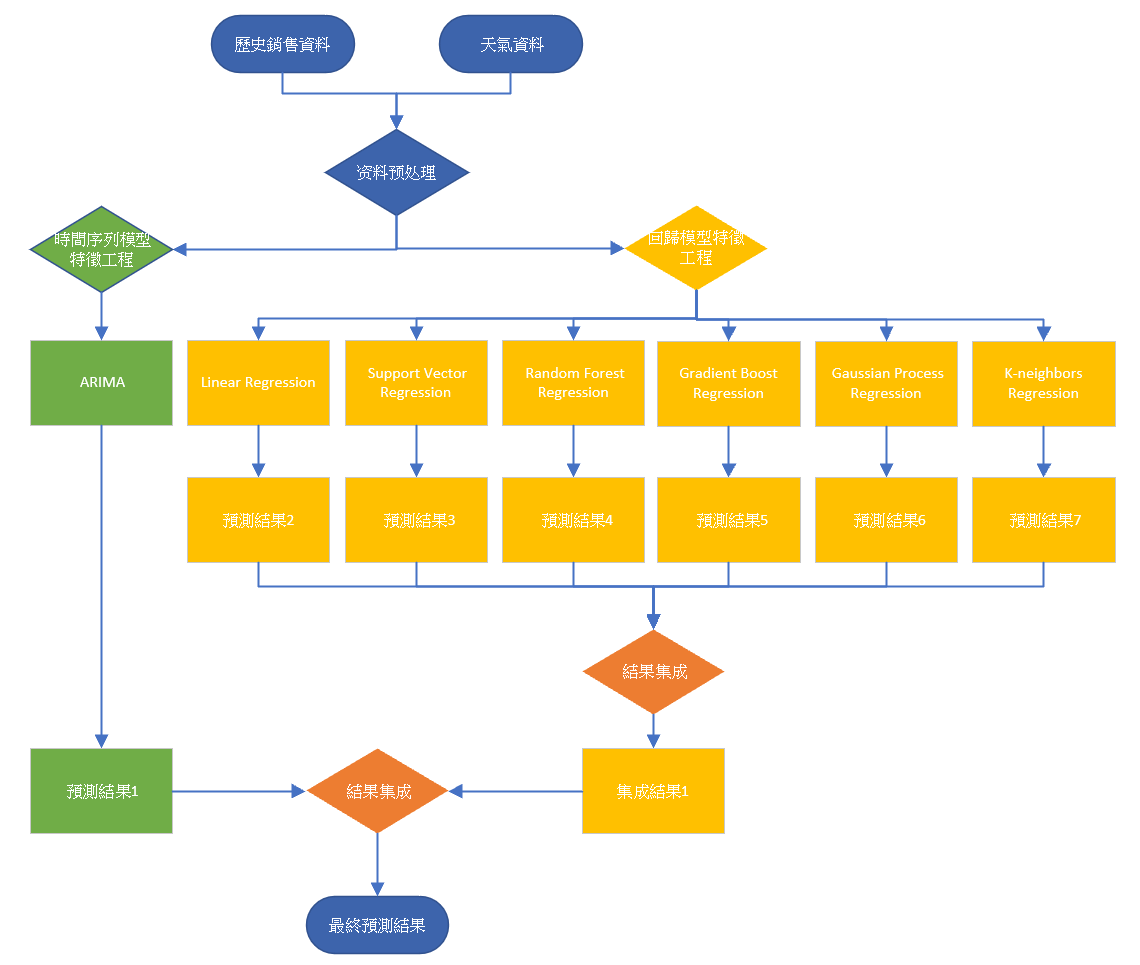 歷史銷售資料
天氣資料
资料预处理
時間序列模型
特徵工程
回歸模型特徵
工程
ARIMA
Linear Regression
Support Vector
Regression
Random Forest
Regression
Gradient Boost
Regression
Gaussian Process
Regression
K-neighbors
Regression
預測結果2
預測結果3
預測結果4
預測結果5
預測結果6
預測結果7
結果集成
預測結果1
結果集成
集成結果1
最終預測結果